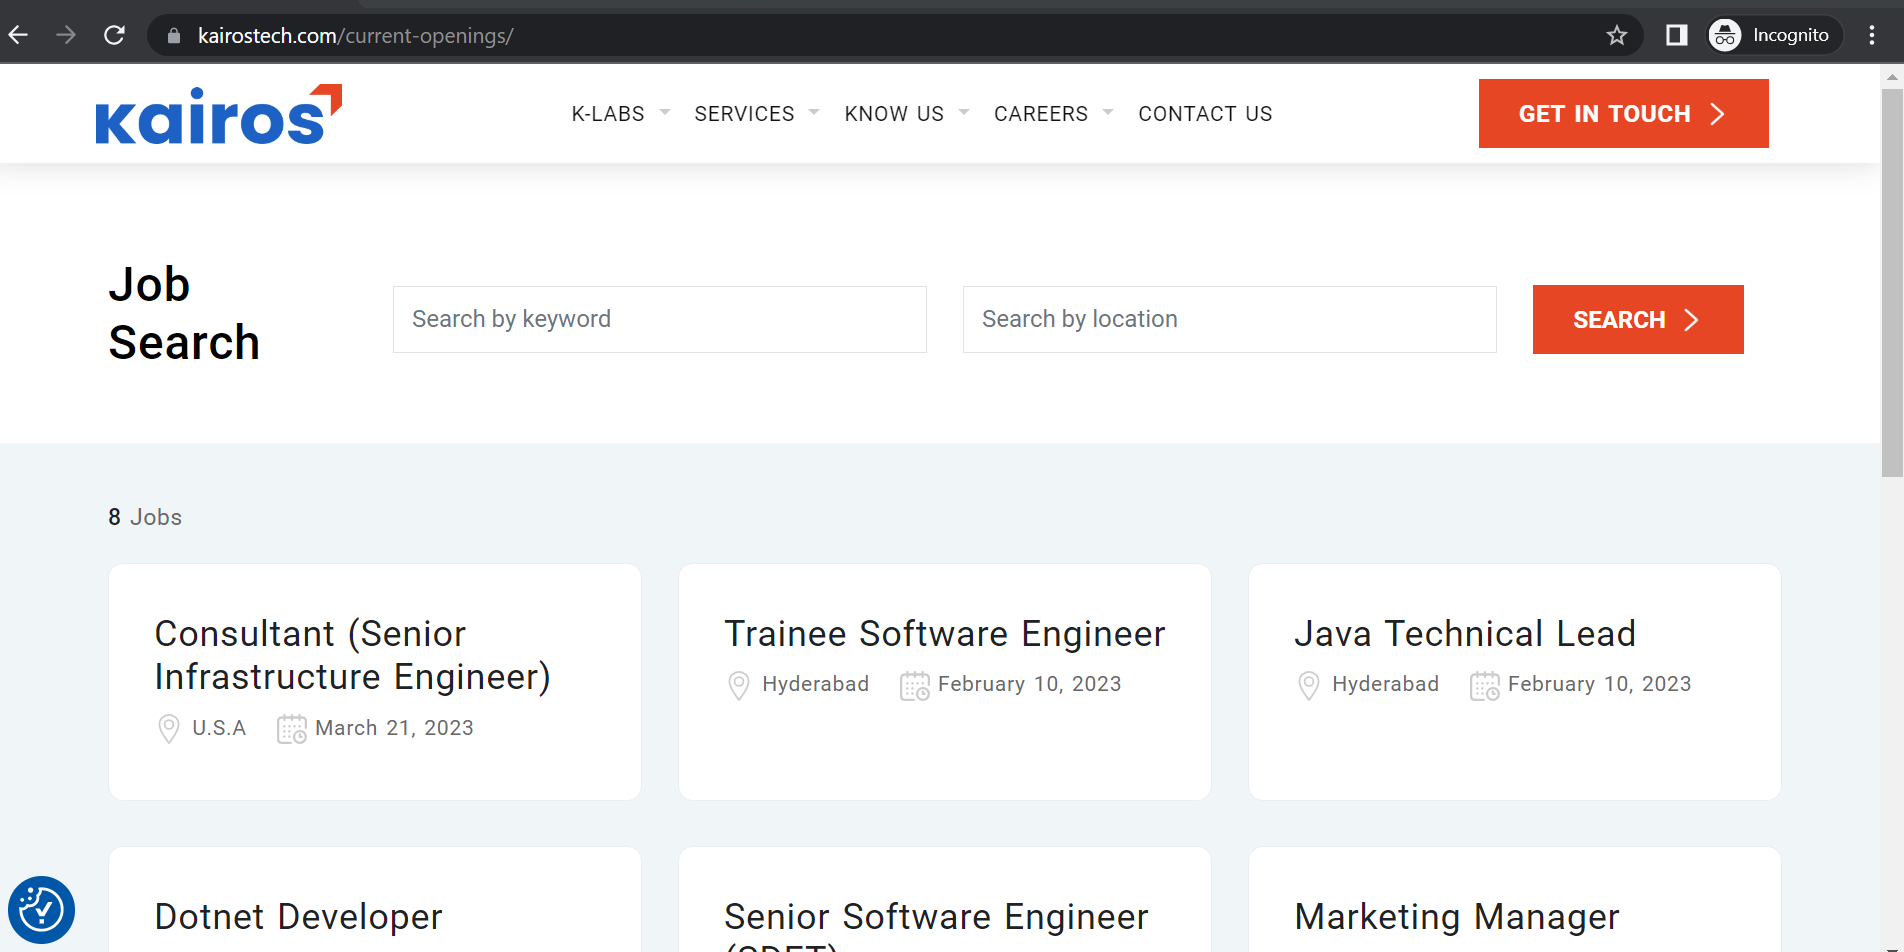 kairostech.com/current-openings/
Incognito
kairos
K-LABS SERVICES KNOW US CAREERS CONTACT US
GET IN TOUCH
Job
Search
Search by keyword
Search by location
SEARCH
8 Jobs
Consultant (Senior
Infrastructure Engineer)
U.S.A March 21, 2023
Trainee Software Engineer
Hyderabad February 10, 2023
Java Technical Lead
Hyderabad February 10, 2023
Dotnet Developer
Senior Software Engineer
(SDET)
Marketing Manager